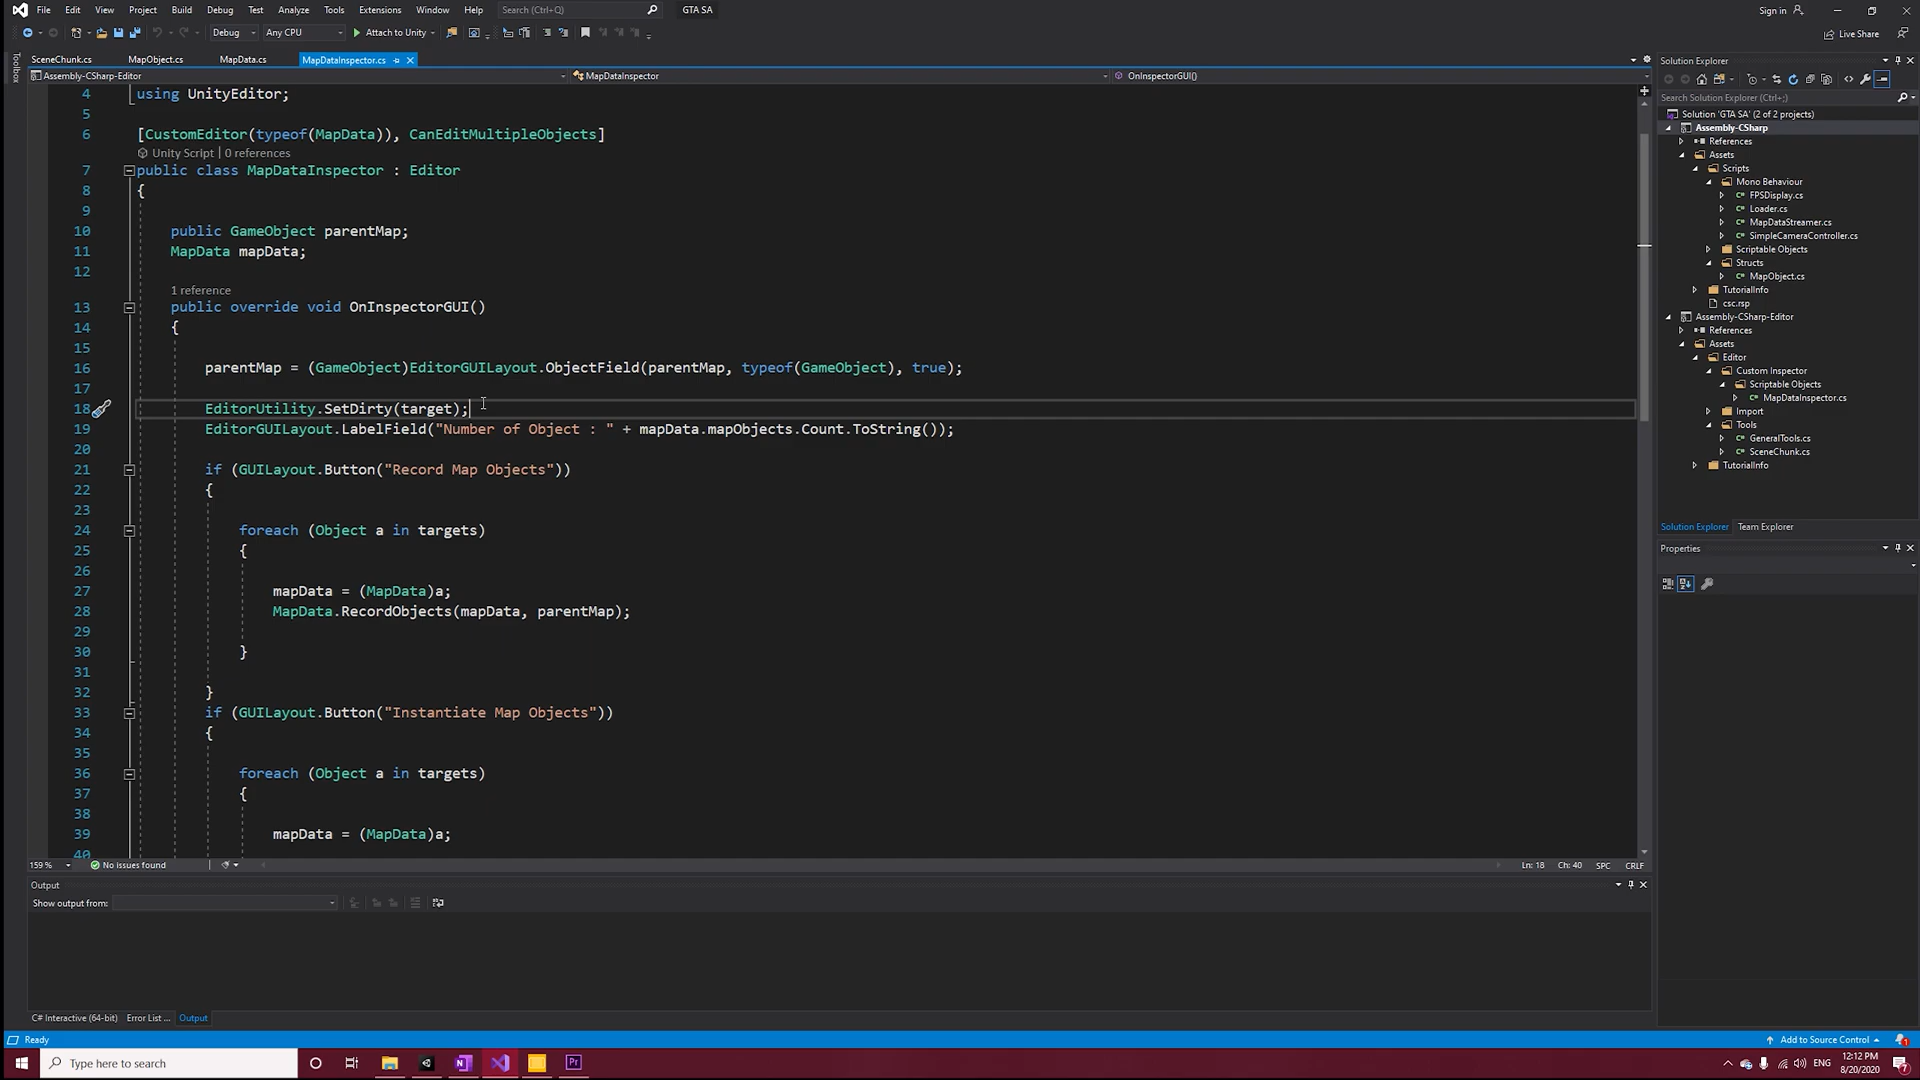 File Edit View Project Build Debug Test Analyze Tools Extensions Window Help Search (Ctrl+Q) GTA SA Sign in
Debug Any CPU Attach to Unity Live Share
SceneChunk.cs MapObject.cs MapData.cs MapDataInspector.cs
Assembly-CSharp-Editor MapDataInspector OnInspectorGUI()
Toolbox
4 using UnityEditor;
5
6 [CustomEditor(typeof(MapData)), CanEditMultipleObjects]
Unity Script | 0 references
7 public class MapDataInspector : Editor
8 {
9
10 public GameObject parentMap;
11 MapData mapData;
12
1 reference
13 public override void OnInspectorGUI()
14 {
15
16 parentMap = (GameObject)EditorGUILayout.ObjectField(parentMap, typeof(GameObject), true);
17
18 EditorUtility.SetDirty(target);
19 EditorGUILayout.LabelField("Number of Object : " + mapData.mapObjects.Count.ToString());
20
21 if (GUILayout.Button("Record Map Objects"))
22 {
23
24 foreach (Object a in targets)
25 {
26
27 mapData = (MapData)a;
28 MapData.RecordObjects(mapData, parentMap);
29
30 }
31
32 }
33 if (GUILayout.Button("Instantiate Map Objects"))
34 {
35
36 foreach (Object a in targets)
37 {
38
39 mapData = (MapData)a;
40
159 % No issues found Ln: 18 Ch: 40 SPC CRLF
Output
Show output from:
C# Interactive (64-bit) Error List ... Output
Solution Explorer
Search Solution Explorer (Ctrl+;)
Solution 'GTA SA' (2 of 2 projects)
Assembly-CSharp
References
Assets
Scripts
Mono Behaviour
FPSDisplay.cs
Loader.cs
MapDataStreamer.cs
SimpleCameraController.cs
Scriptable Objects
Structs
MapObject.cs
TutorialInfo
csc.rsp
Assembly-CSharp-Editor
References
Assets
Editor
Custom Inspector
Scriptable Objects
MapDataInspector.cs
Import
Tools
GeneralTools.cs
SceneChunk.cs
TutorialInfo
Solution Explorer Team Explorer
Properties
Ready Add to Source Control
Type here to search N Pr ENG 12:12 PM
8/20/2020